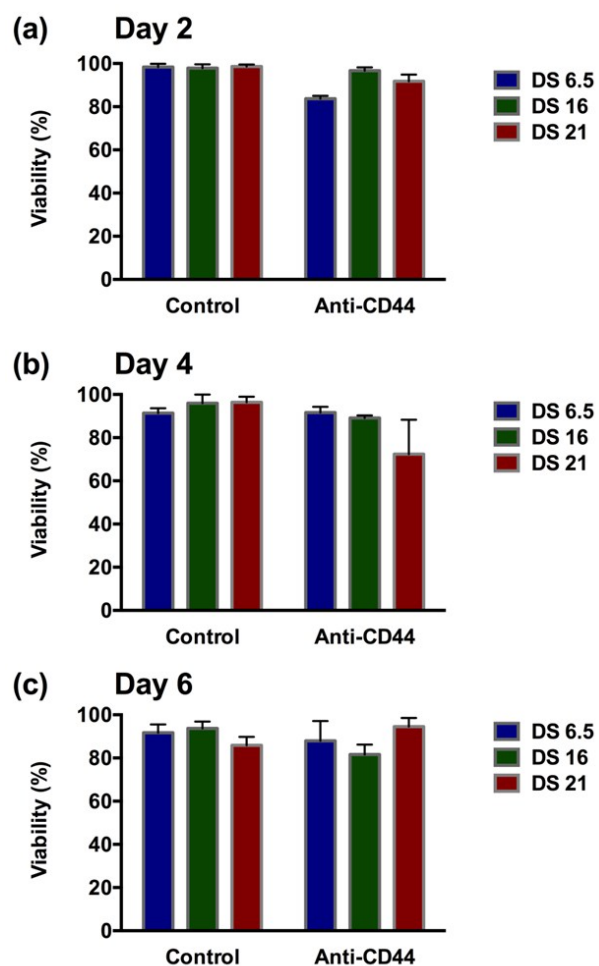 (a) Day 2
Viability (%)
100
80
60
40
20
0
Control Anti-CD44
DS 6.5
DS 16
DS 21
(b) Day 4
Viability (%)
100
80
60
40
20
0
Control Anti-CD44
DS 6.5
DS 16
DS 21
(c) Day 6
Viability (%)
100
80
60
40
20
0
Control Anti-CD44
DS 6.5
DS 16
DS 21